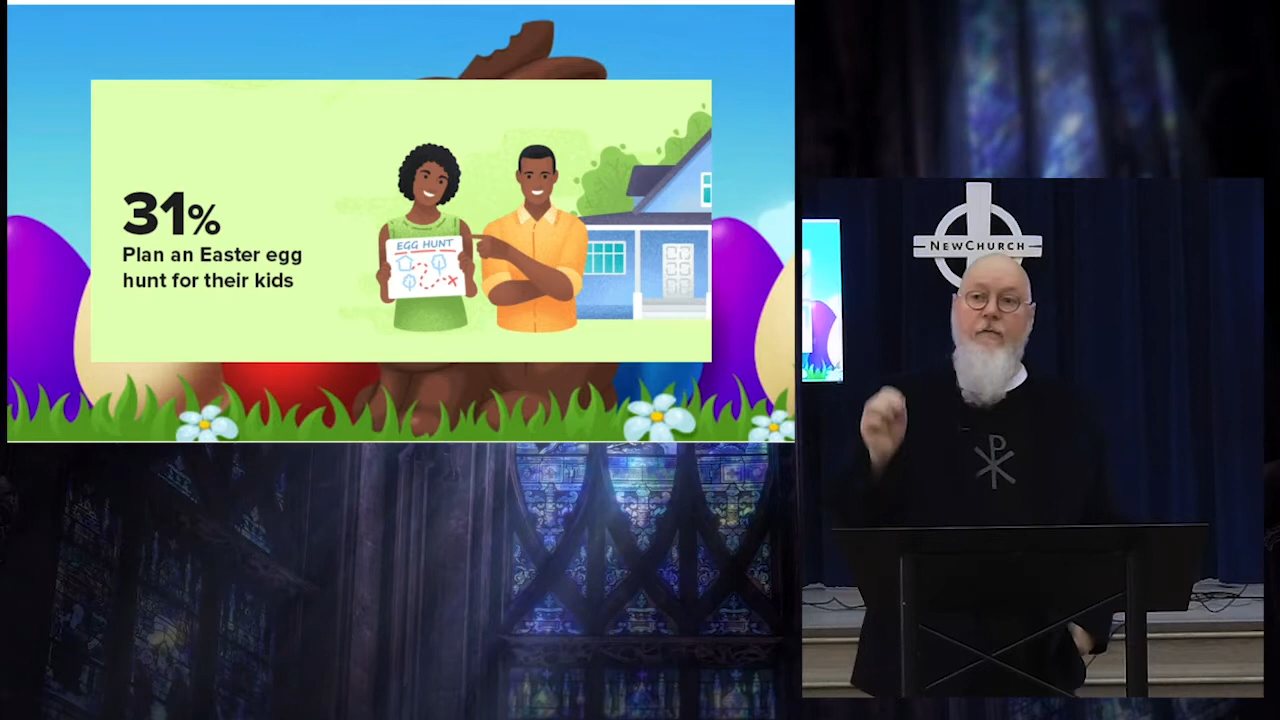 31%
Plan an Easter egg
hunt for their kids
EGG HUNT
NEWCHURCH